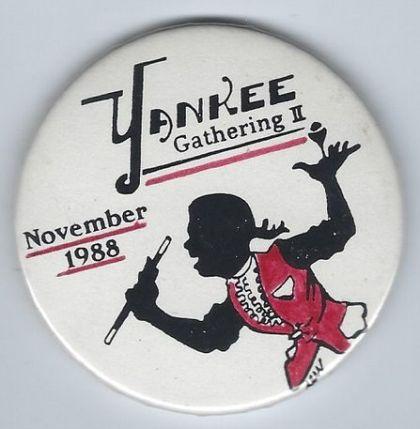 YANKEE
Gathering II
November
1988